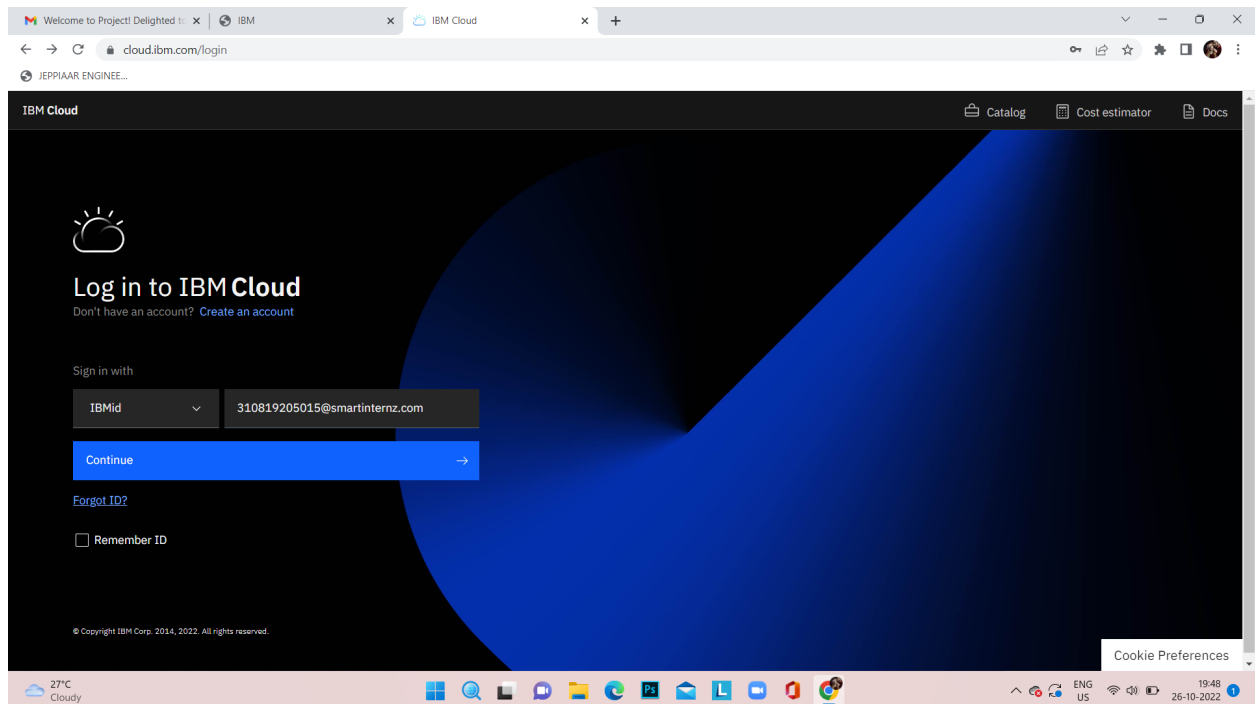 Welcome to Project! Delighted to
IBM
IBM Cloud
cloud.ibm.com/login
JEPPIAAR ENGINEE...
IBM Cloud
Catalog
Cost estimator
Docs
Log in to IBM Cloud
Don't have an account? Create an account
Sign in with
IBMid
310819205015@smartinternz.com
Continue
Forgot ID?
Remember ID
© Copyright IBM Corp. 2014, 2022. All rights reserved.
Cookie Preferences
27°C
Cloudy
Ps
L
ENG
US
19:48
26-10-2022
1